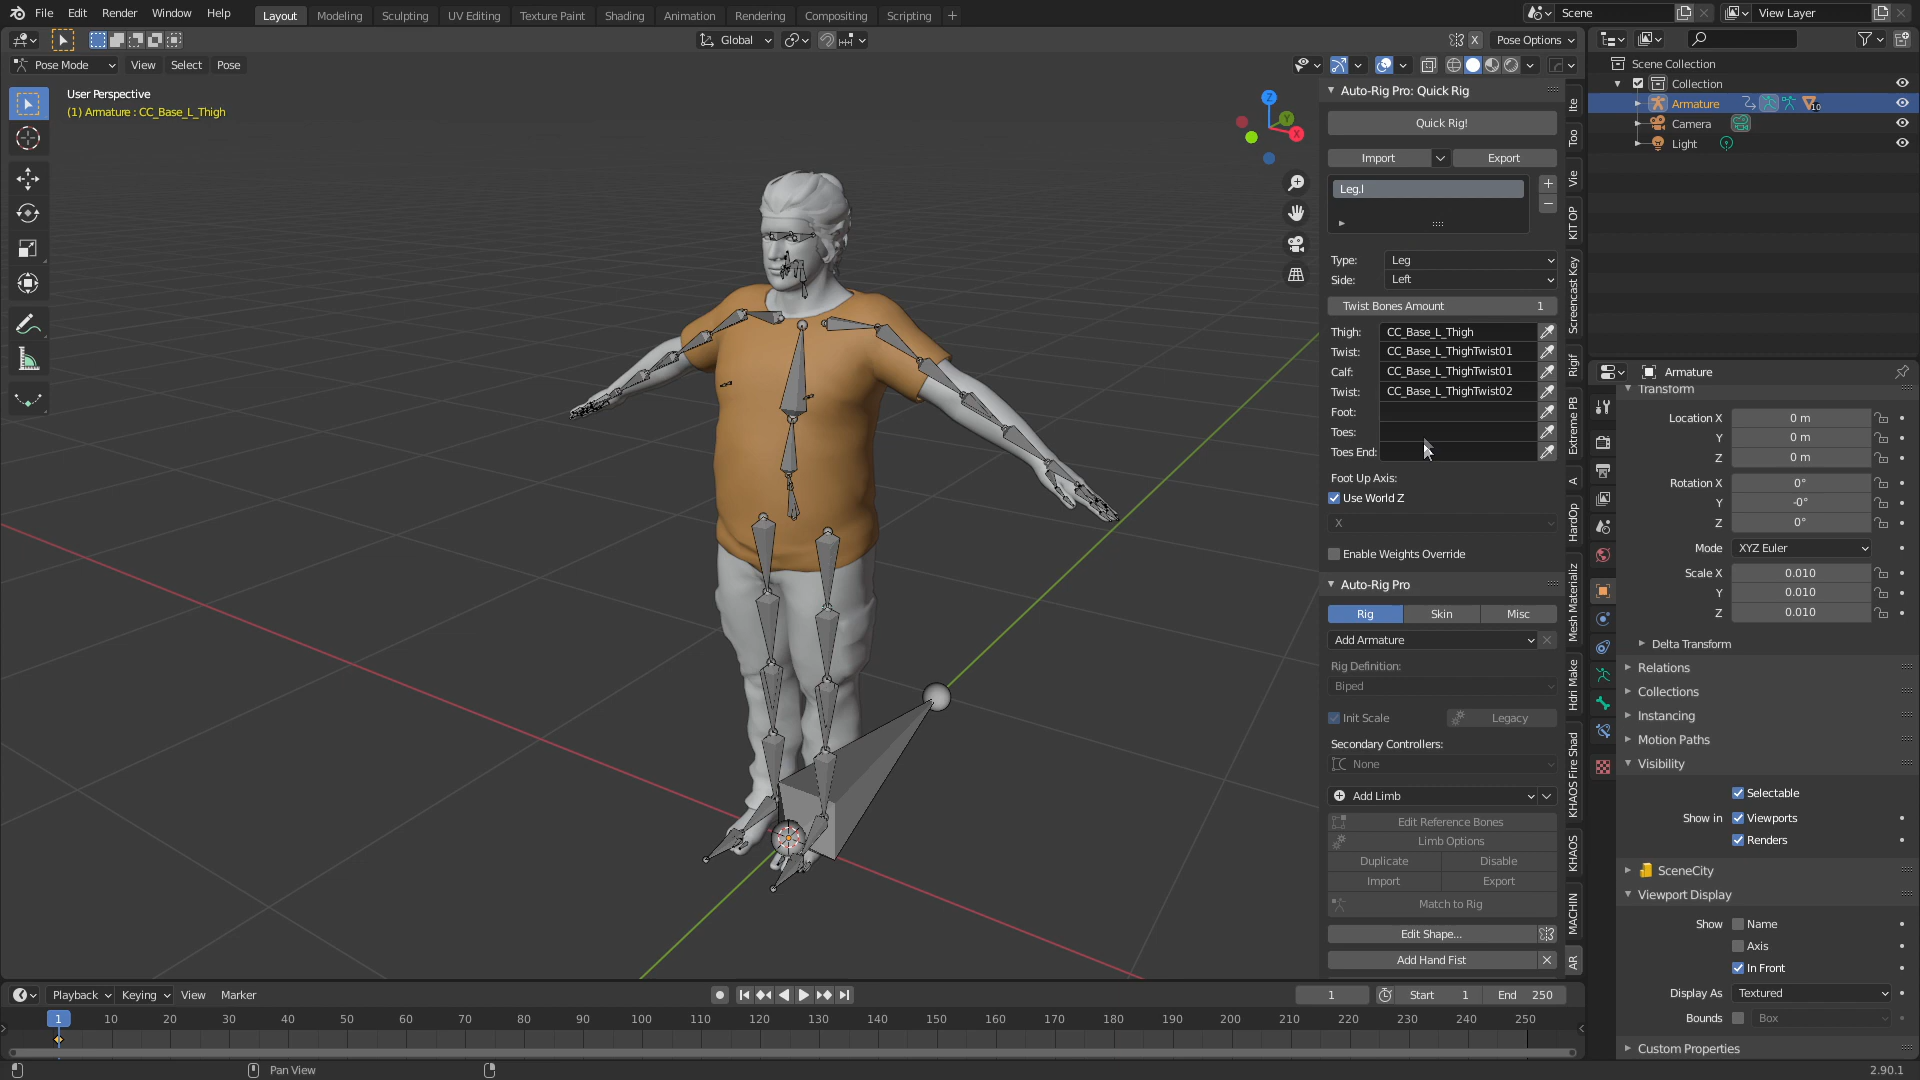 File Edit Render Window Help Layout Modeling Sculpting UV Editing Texture Paint Shading Animation Rendering Compositing Scripting + Scene View Layer
Global X Pose Options
Pose Mode View Select Pose
User Perspective
(1) Armature : CC_Base_L_Thigh
Z
Y
X
Auto-Rig Pro: Quick Rig
Quick Rig!
Import Export
Leg.l
Type: Leg
Side: Left
Twist Bones Amount 1
Thigh: CC_Base_L_Thigh
Twist: CC_Base_L_ThighTwist01
Calf: CC_Base_L_ThighTwist01
Twist: CC_Base_L_ThighTwist02
Foot:
Toes:
Toes End:
Foot Up Axis:
Use World Z
X
Enable Weights Override
Auto-Rig Pro
Rig Skin Misc
Add Armature
Rig Definition:
Biped
Init Scale Legacy
Secondary Controllers:
None
Add Limb
Edit Reference Bones
Limb Options
Duplicate Disable
Import Export
Match to Rig
Edit Shape...
Add Hand Fist
Ite
Too
Vie
KIT OP
Screencast Key
Rigif
Extreme PB
A
HardOp
Mesh Materializ
Hdri Make
KHAOS Fire Shad
KHAOS
MACHIN
AR
Scene Collection
Collection
Armature 10
Camera
Light
Armature
Transform
Location X 0 m
Y 0 m
Z 0 m
Rotation X 0°
Y -0°
Z 0°
Mode XYZ Euler
Scale X 0.010
Y 0.010
Z 0.010
Delta Transform
Relations
Collections
Instancing
Motion Paths
Visibility
Selectable
Show in Viewports
Renders
SceneCity
Viewport Display
Show Name
Axis
In Front
Display As Textured
Bounds Box
Custom Properties
Playback Keying View Marker 1 Start 1 End 250
1 10 20 30 40 50 60 70 80 90 100 110 120 130 140 150 160 170 180 190 200 210 220 230 240 250
Pan View 2.90.1